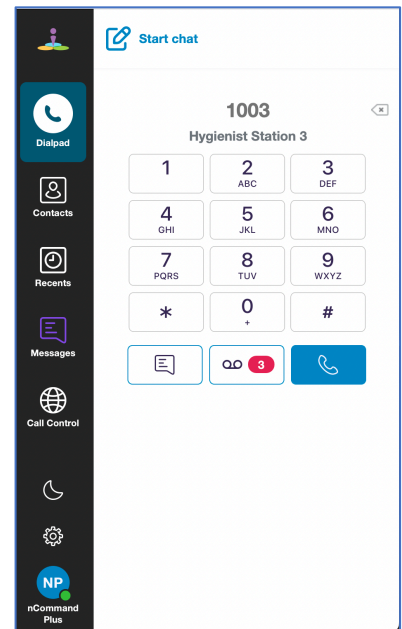 Start chat
1003
Hygienist Station 3
1
2
ABC
3
DEF
4
GHI
5
JKL
6
MNO
7
PQRS
8
TUV
9
WXYZ
*
0
+
#
3
Dialpad
Contacts
Recents
Messages
Call Control
NP
nCommand
Plus